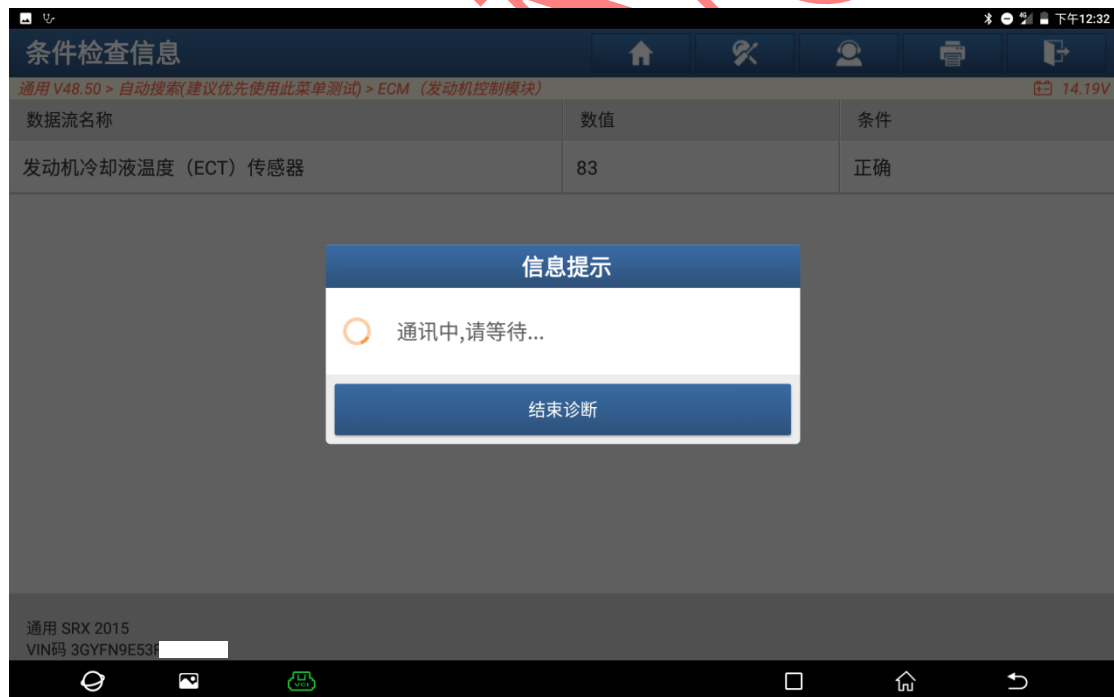 下午12:32
条件检查信息
通用 V48.50 > 自动搜索(建议优先使用此菜单测试) > ECM（发动机控制模块）
14.19V
数据流名称 数值 条件
发动机冷却液温度（ECT）传感器 83 正确
信息提示
通讯中,请等待...
结束诊断
通用 SRX 2015
VIN码 3GYFN9E53F
VCI